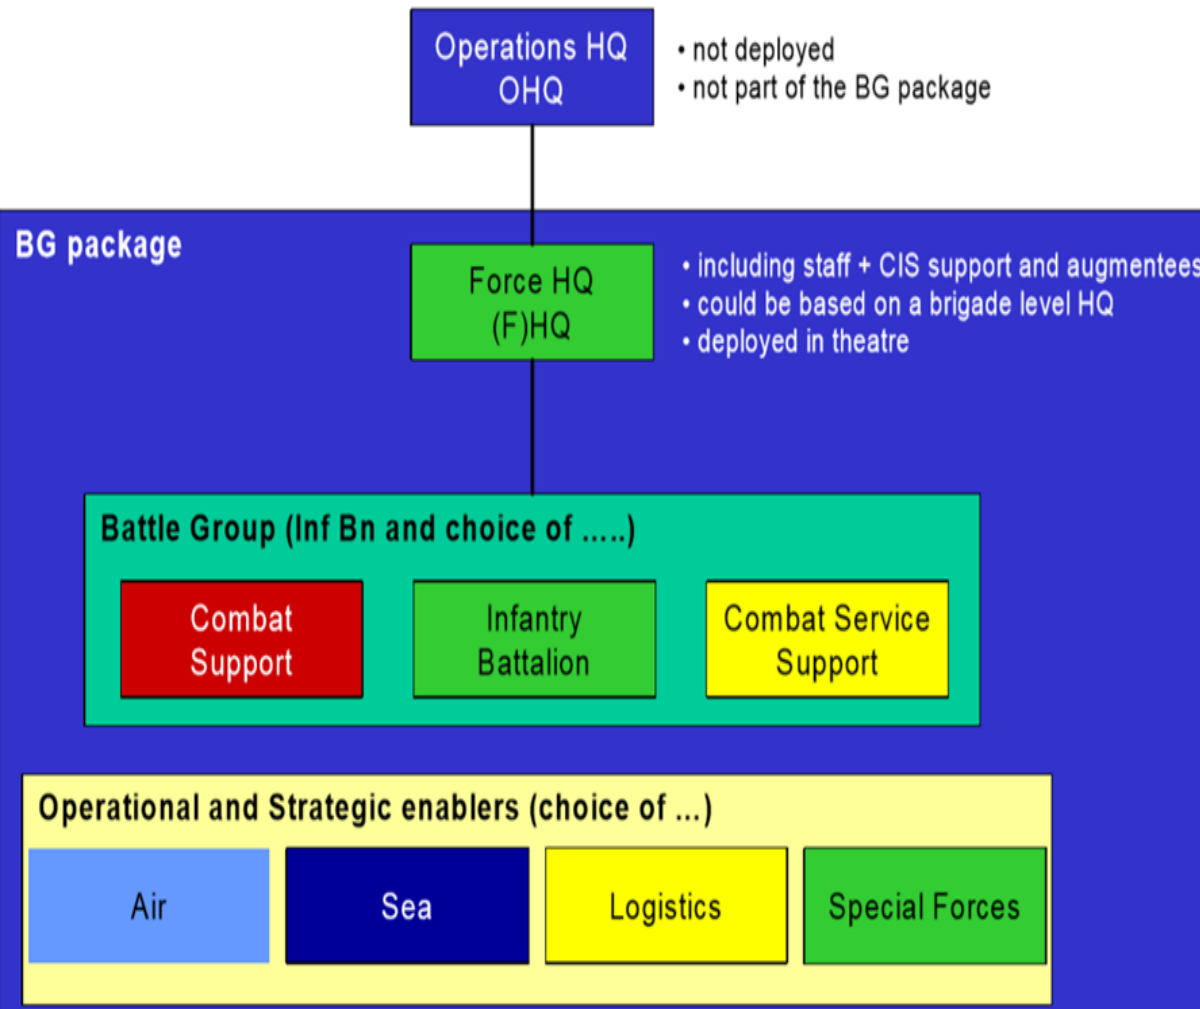 Operations HQ
OHQ
• not deployed
• not part of the BG package
BG package
Force HQ
(F)HQ
• including staff + CIS support and augmentees
• could be based on a brigade level HQ
• deployed in theatre
Battle Group (Inf Bn and choice of .....)
Combat
Support
Infantry
Battalion
Combat Service
Support
Operational and Strategic enablers (choice of ...)
Air
Sea
Logistics
Special Forces